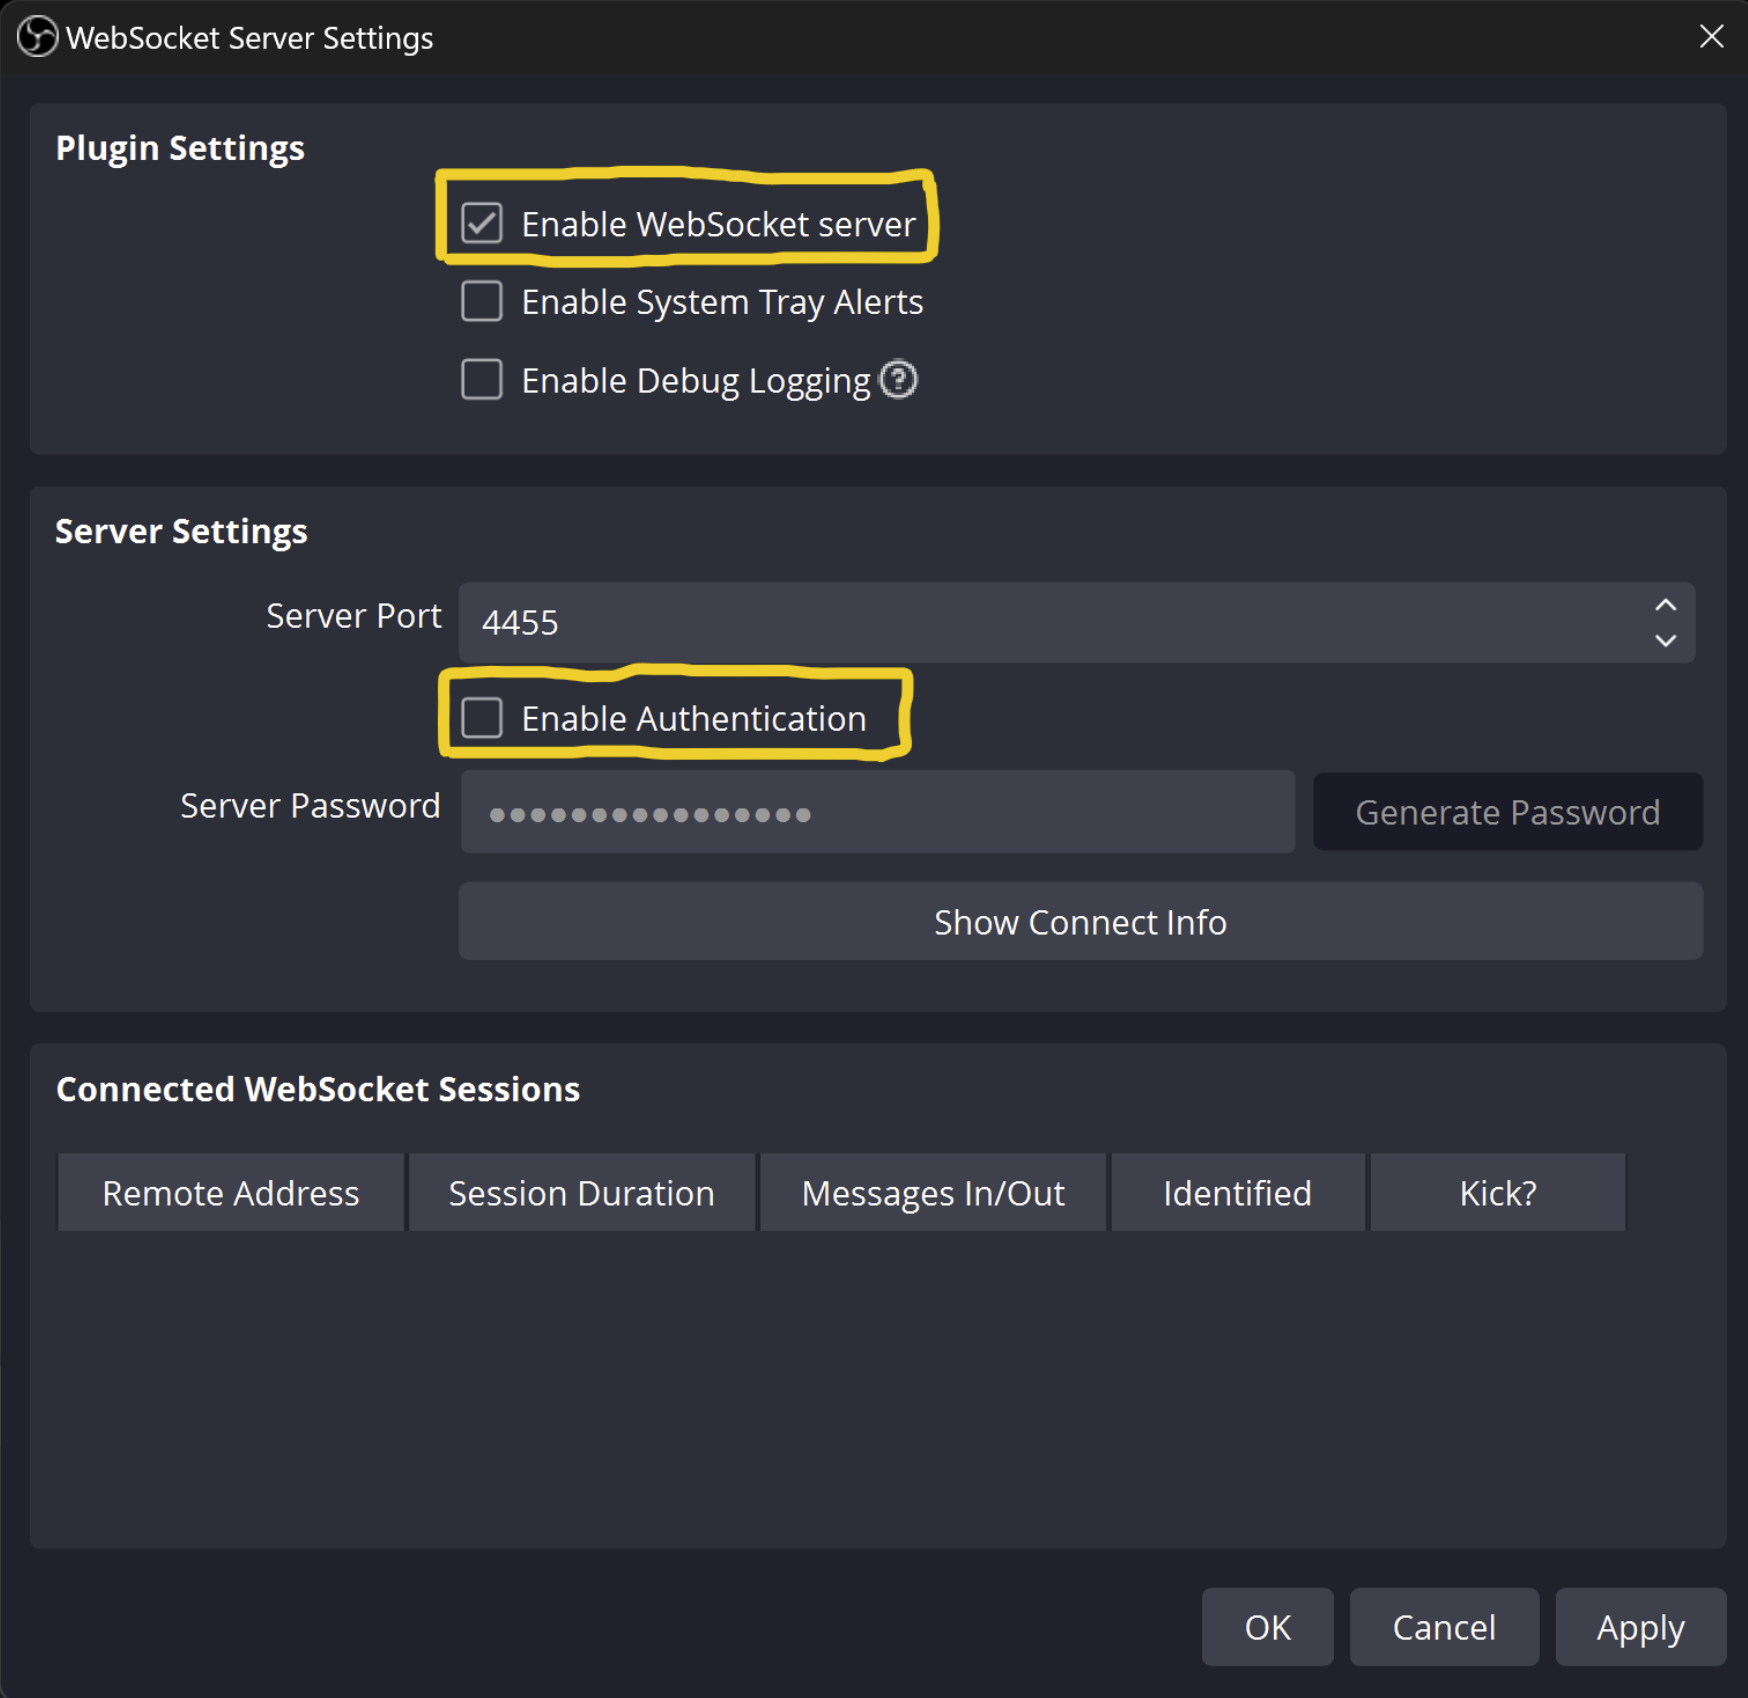 WebSocket Server Settings
Plugin Settings
Enable WebSocket server
Enable System Tray Alerts
Enable Debug Logging ?
Server Settings
Server Port 4455
Enable Authentication
Server Password ●●●●●●●●●●●●●●●● Generate Password
Show Connect Info
Connected WebSocket Sessions
Remote Address Session Duration Messages In/Out Identified Kick?
OK Cancel Apply